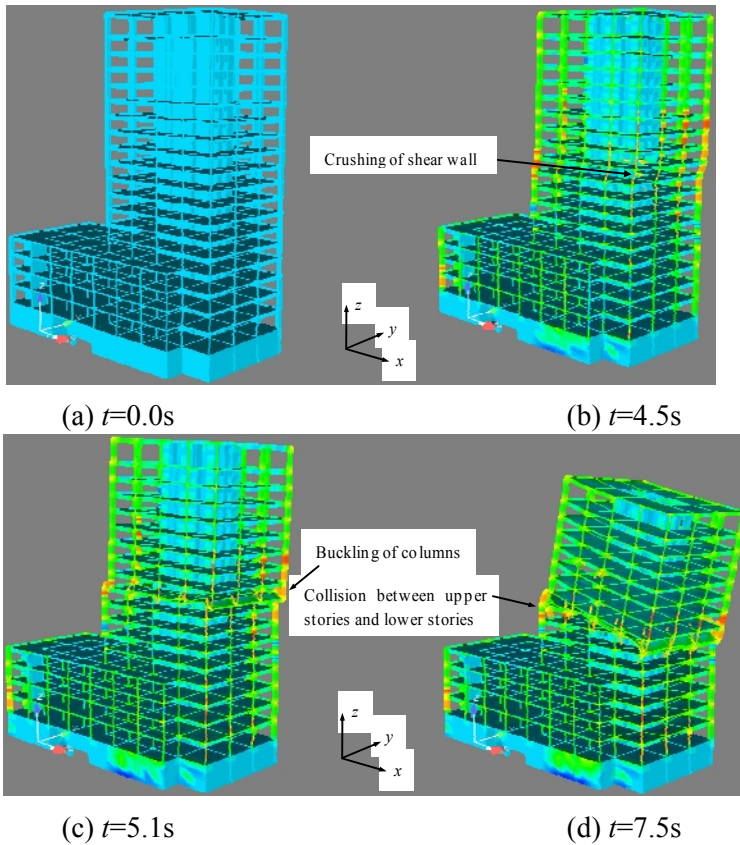 Crushing of shear wall
z
y
x
(a) t=0.0s
(b) t=4.5s
Buckling of columns
Collision between upper
stories and lower stories
z
y
x
(c) t=5.1s
(d) t=7.5s